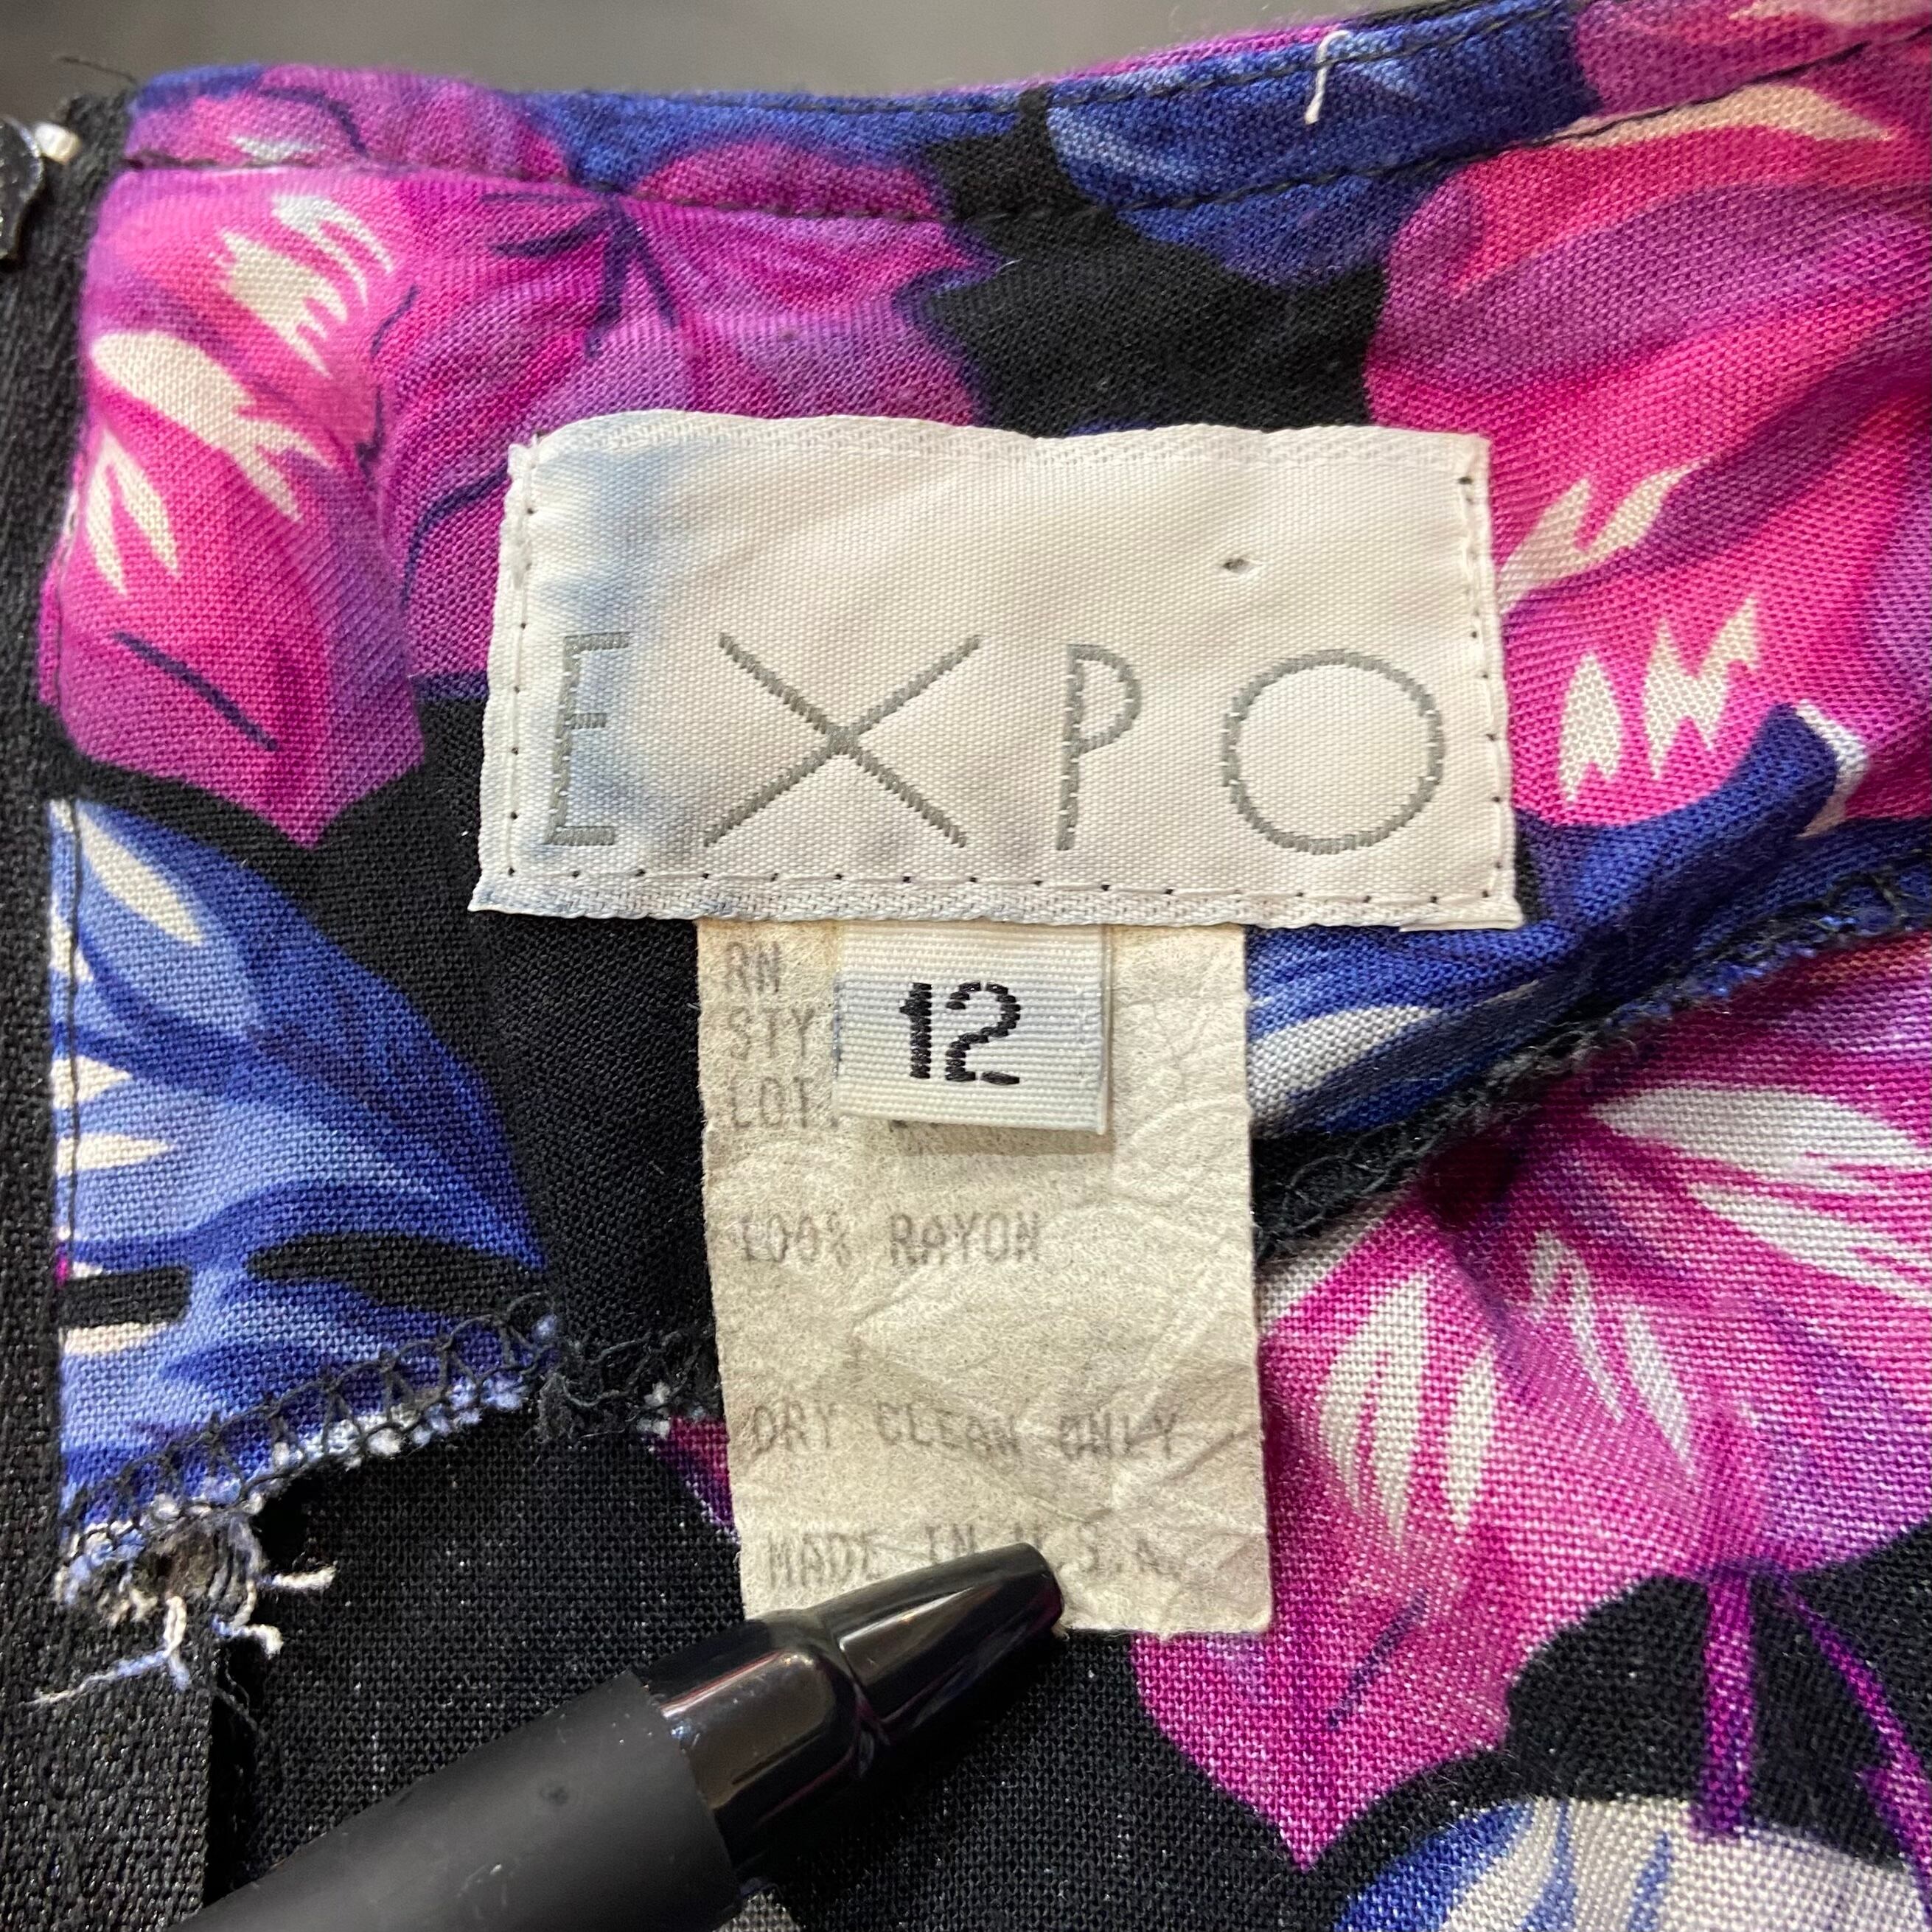 EXPO
RN
12
STY
LOT.
100% RAYON
DRY CLEAN ONLY
MADE IN U.S.A.